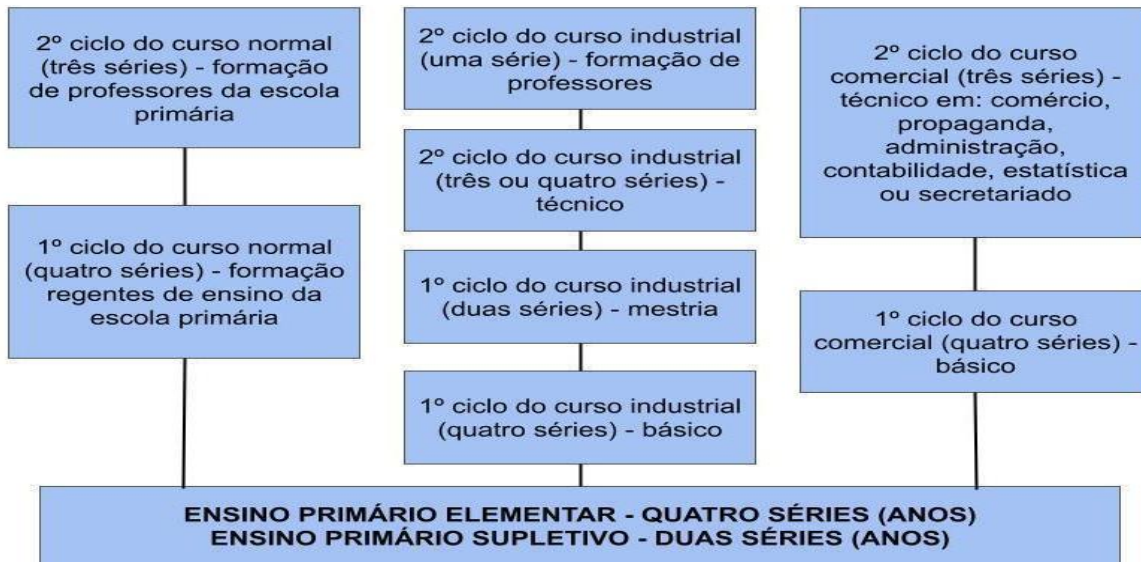 2º ciclo do curso normal
(três séries) - formação
de professores da escola
primária
1º ciclo do curso normal
(quatro séries) - formação
regentes de ensino da
escola primária
2º ciclo do curso industrial
(uma série) - formação de
professores
2º ciclo do curso industrial
(três ou quatro séries) -
técnico
1º ciclo do curso industrial
(duas séries) - mestria
1º ciclo do curso industrial
(quatro séries) - básico
2º ciclo do curso
comercial (três séries) -
técnico em: comércio,
propaganda,
administração,
contabilidade, estatística
ou secretariado
1º ciclo do curso
comercial (quatro séries) -
básico
ENSINO PRIMÁRIO ELEMENTAR - QUATRO SÉRIES (ANOS)
ENSINO PRIMÁRIO SUPLETIVO - DUAS SÉRIES (ANOS)